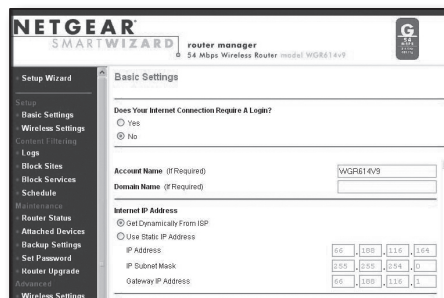 NETGEAR
SMARTWIZARD router manager
54 Mbps Wireless Router model WGR614v9
G
54
Setup Wizard
Setup
Basic Settings
Wireless Settings
Content Filtering
Logs
Block Sites
Block Services
Schedule
Maintenance
Router Status
Attached Devices
Backup Settings
Set Password
Router Upgrade
Advanced
Wireless Settings
Basic Settings
Does Your Internet Connection Require A Login?
Yes
No
Account Name (If Required) WGR614V9
Domain Name (If Required)
Internet IP Address
Get Dynamically From ISP
Use Static IP Address
IP Address 66 . 188 . 116 . 164
IP Subnet Mask 255 . 255 . 254 . 0
Gateway IP Address 66 . 188 . 116 . 1